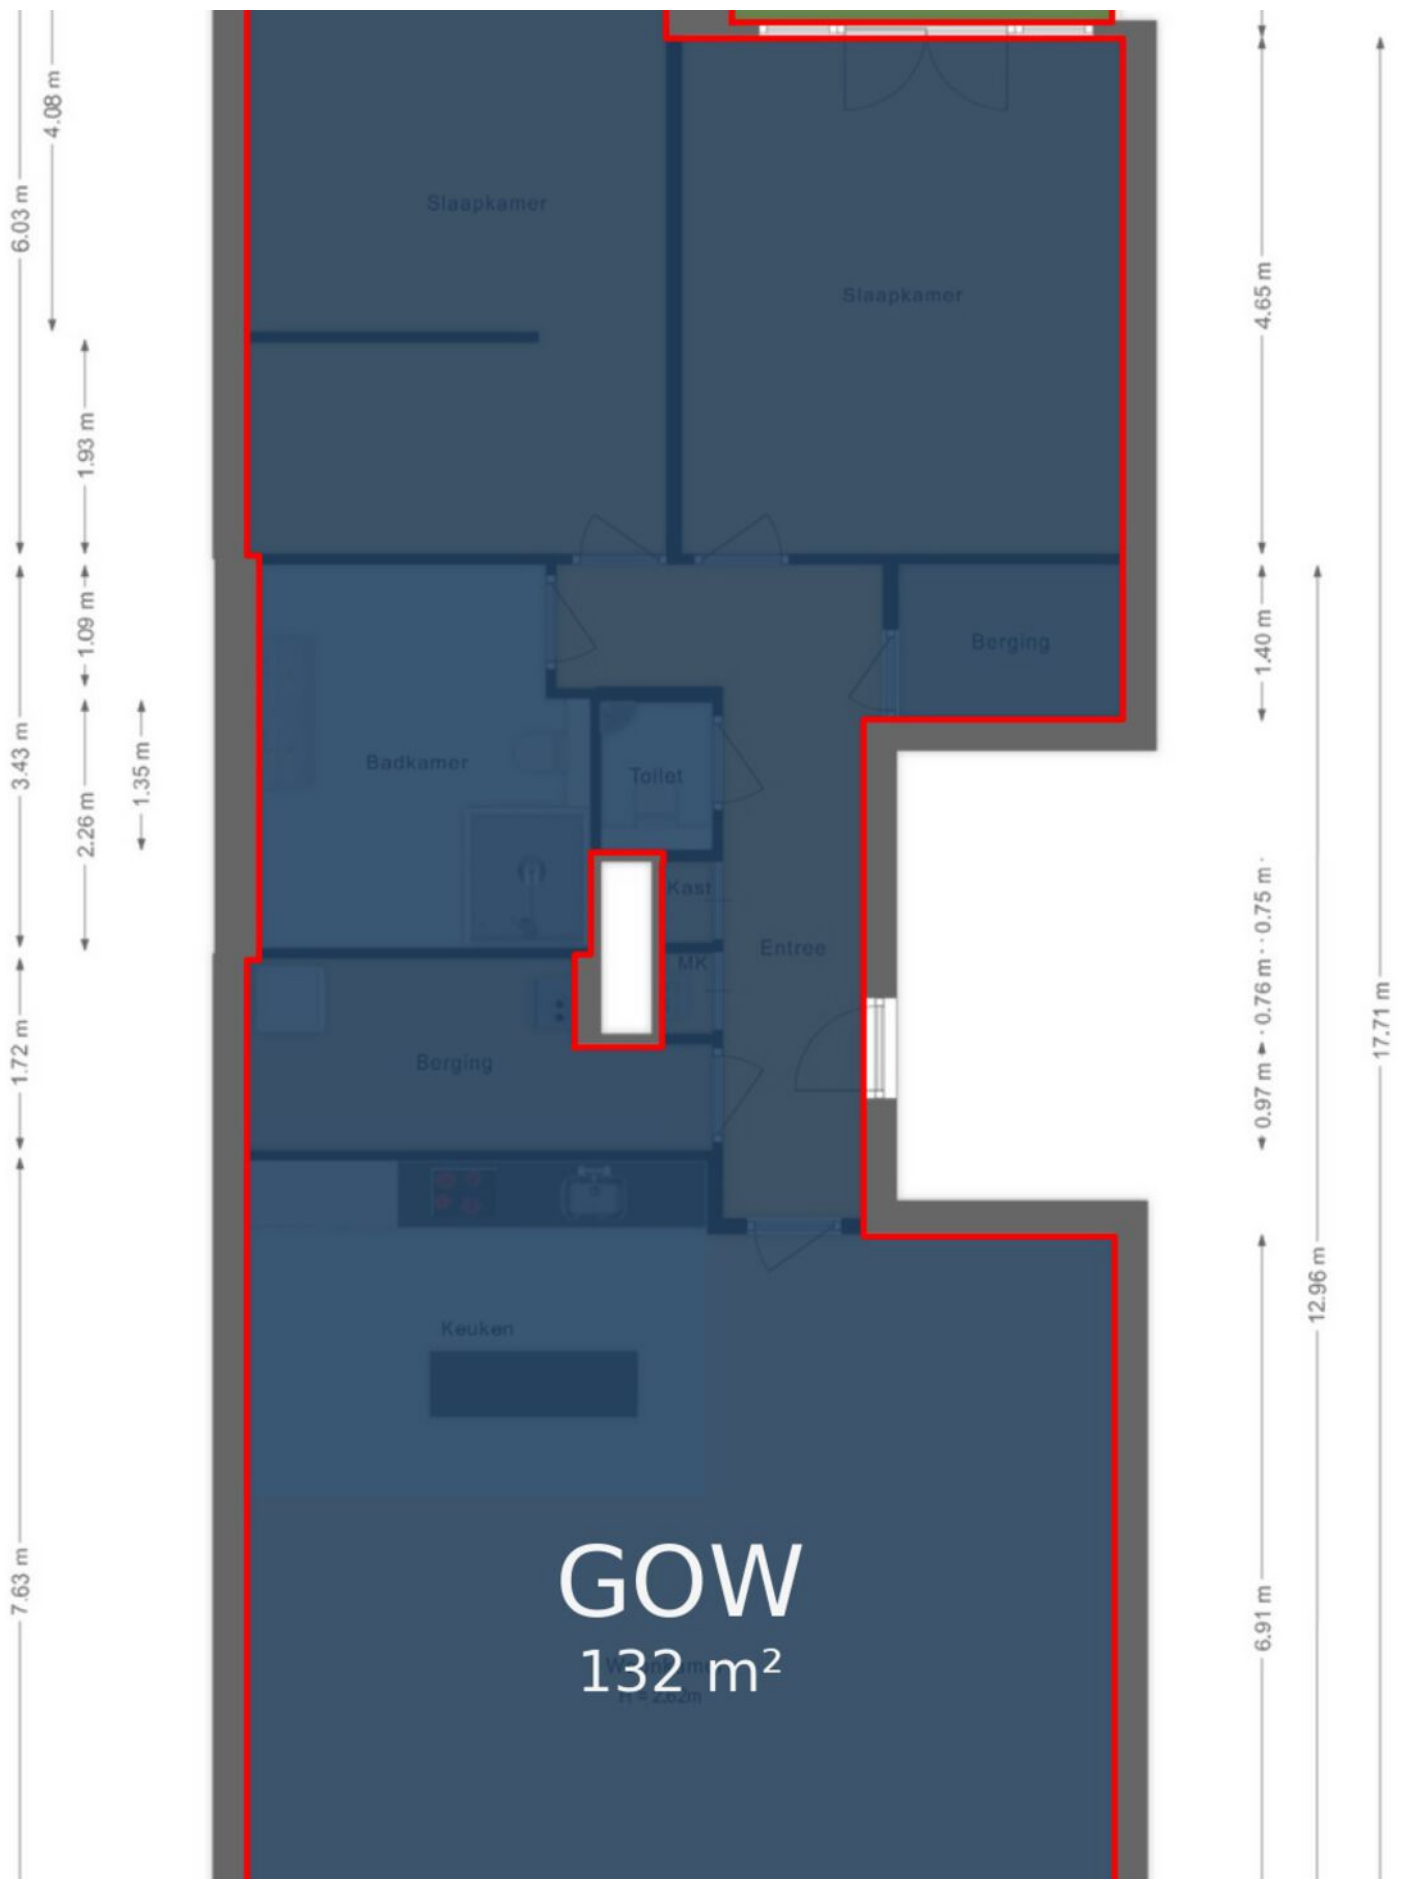 4.08 m
6.03 m
Slaapkamer
Slaapkamer
4.65 m
1.93 m
1.09 m
1.40 m
Berging
3.43 m
1.35 m
2.26 m
Badkamer
Toilet
Kast
MK
Entree
0.75 m
0.76 m
0.97 m
17.71 m
1.72 m
Berging
12.96 m
Keuken
7.63 m
6.91 m
GOW
132 m²
H = 2.62m